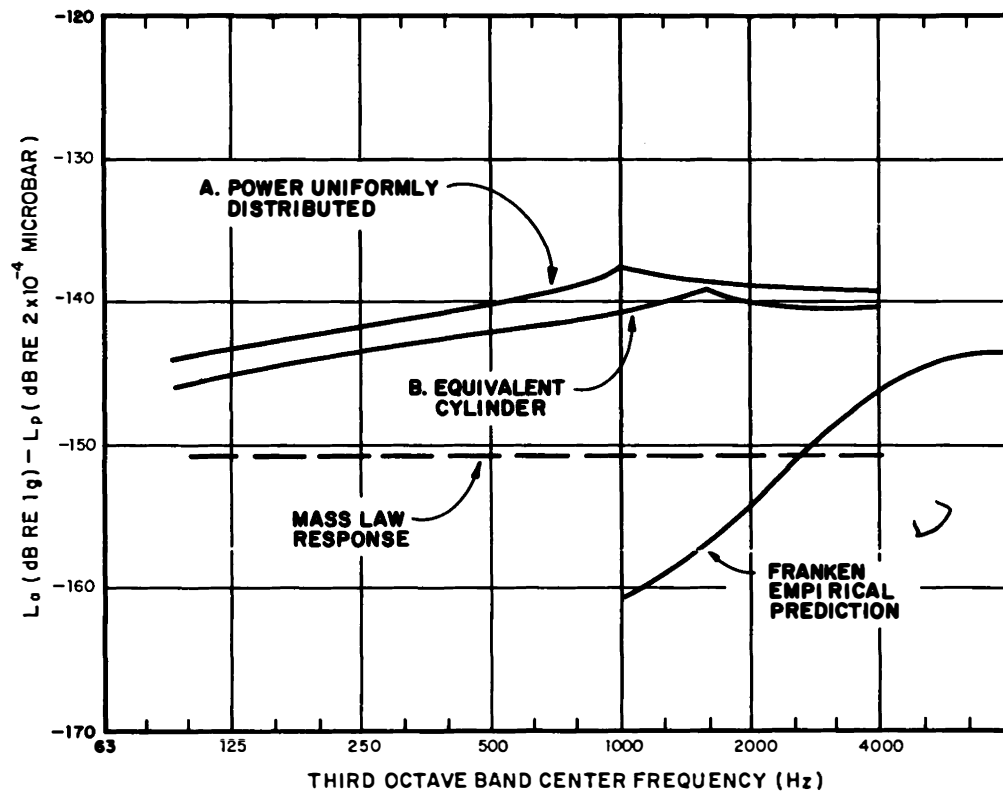 -120
-130
-140
-150
-160
-170
L₀ (dB RE 1g) – Lₚ (dB RE 2x10⁻⁴ MICROBAR)
A. POWER UNIFORMLY
DISTRIBUTED
B. EQUIVALENT
CYLINDER
MASS LAW
RESPONSE
FRANKEN
EMPIRICAL
PREDICTION
63 125 250 500 1000 2000 4000
THIRD OCTAVE BAND CENTER FREQUENCY (Hz)